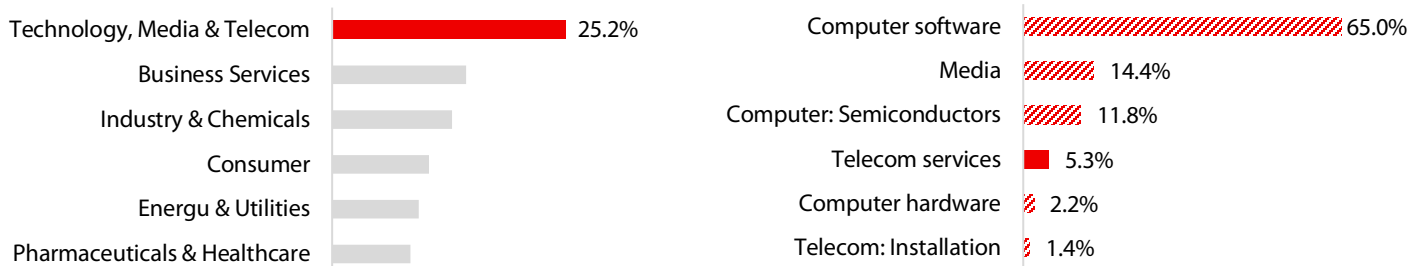 Technology, Media & Telecom 25.2%
Business Services
Industry & Chemicals
Consumer
Energu & Utilities
Pharmaceuticals & Healthcare
Computer software 65.0%
Media 14.4%
Computer: Semiconductors 11.8%
Telecom services 5.3%
Computer hardware 2.2%
Telecom: Installation 1.4%